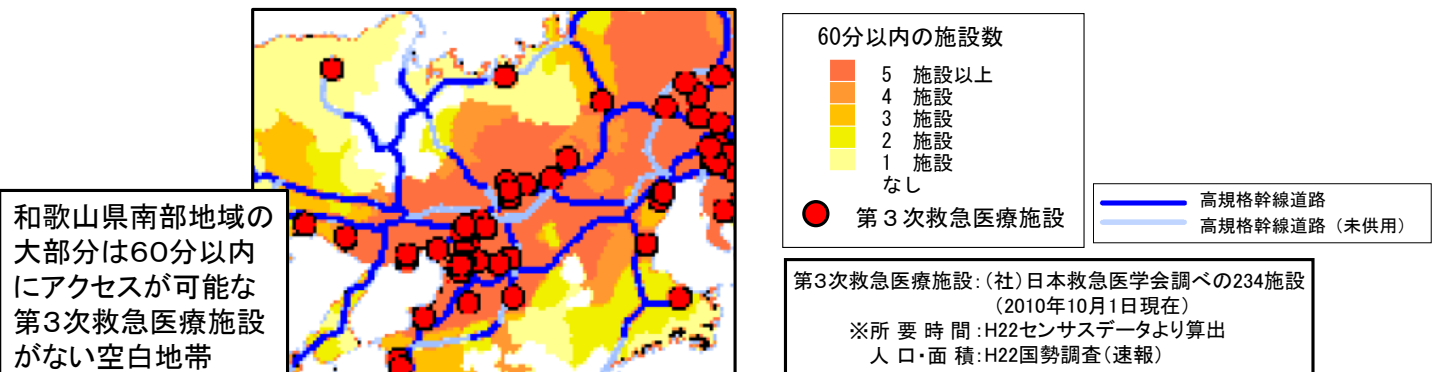 和歌山県南部地域の
大部分は60分以内
にアクセスが可能な
第3次救急医療施設
がない空白地帯
60分以内の施設数
5 施設以上
4 施設
3 施設
2 施設
1 施設
なし
第3次救急医療施設
高規格幹線道路
高規格幹線道路（未供用）
第3次救急医療施設：（社）日本救急医学会調べの234施設
（2010年10月1日現在）
※所要時間：H22センサスデータより算出
人口・面積：H22国勢調査（速報）